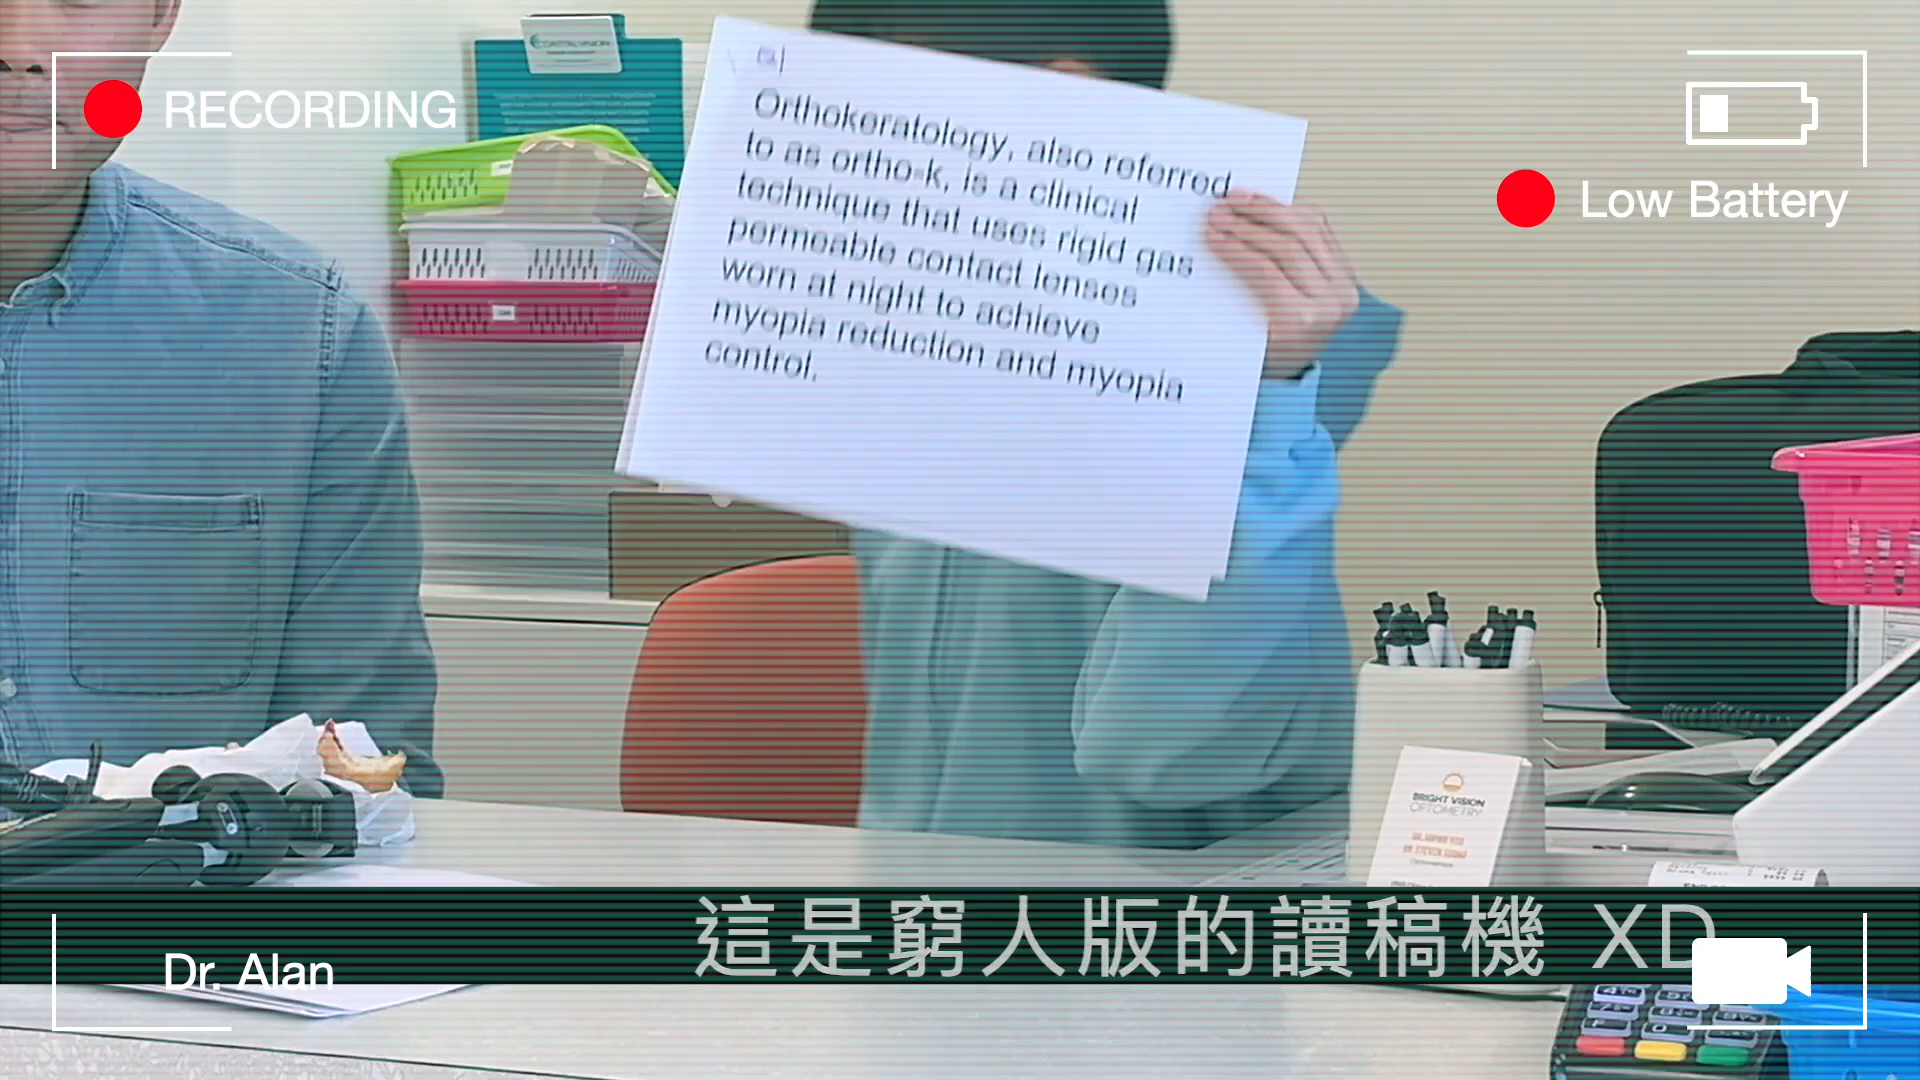 RECORDING
Low Battery
COASTALVISION
Orthokeratology, also referred
to as ortho-k, is a clinical
technique that uses rigid gas
permeable contact lenses
worn at night to achieve
myopia reduction and myopia
control.
BRIGHT VISION
OPTOMETRY
這是窮人版的讀稿機 XD
Dr. Alan